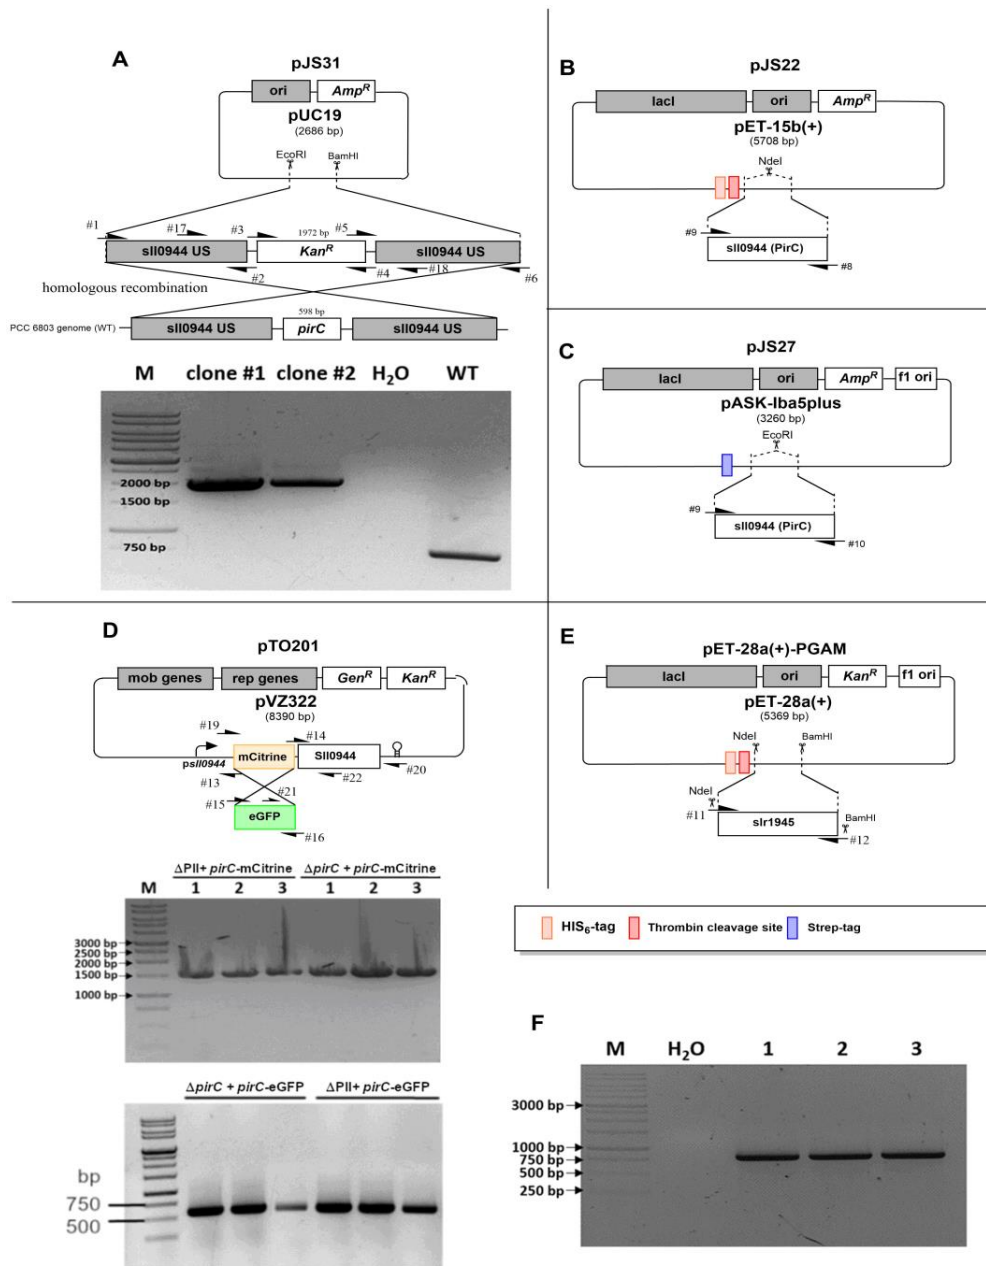 A
pJS31
ori
Amp^R
pUC19
(2686 bp)
EcoRI
BamHI
#1
#17
#3
1972 bp
#5
sll0944 US
Kan^R
sll0944 US
#2
#4
#18
#6
homologous recombination
598 bp
PCC 6803 genome (WT)
sll0944 US
pirC
sll0944 US
M clone #1 clone #2 H2O WT
2000 bp
1500 bp
750 bp
B
pJS22
lacI
ori
Amp^R
pET-15b(+)
(5708 bp)
NdeI
#9
sll0944 (PirC)
#8
C
pJS27
lacI
ori
Amp^R
f1 ori
pASK-Iba5plus
(3260 bp)
EcoRI
#9
sll0944 (PirC)
#10
D
pTO201
mob genes
rep genes
Gen^R
Kan^R
pVZ322
(8390 bp)
#19
#14
mCitrine
Sll0944
psll0944
#13
#22
#20
#15
#21
eGFP
#16
ΔPII+ pirC-mCitrine ΔpirC + pirC-mCitrine
M 1 2 3 1 2 3
3000 bp
2500 bp
2000 bp
1500 bp
1000 bp
ΔpirC + pirC-eGFP ΔPII+ pirC-eGFP
bp
750
500
E
pET-28a(+)-PGAM
lacI
ori
Kan^R
f1 ori
pET-28a(+)
(5369 bp)
NdeI
BamHI
NdeI
#11
slr1945
BamHI
#12
HIS6-tag Thrombin cleavage site Strep-tag
F
M H2O 1 2 3
3000 bp
1000 bp
750 bp
500 bp
250 bp